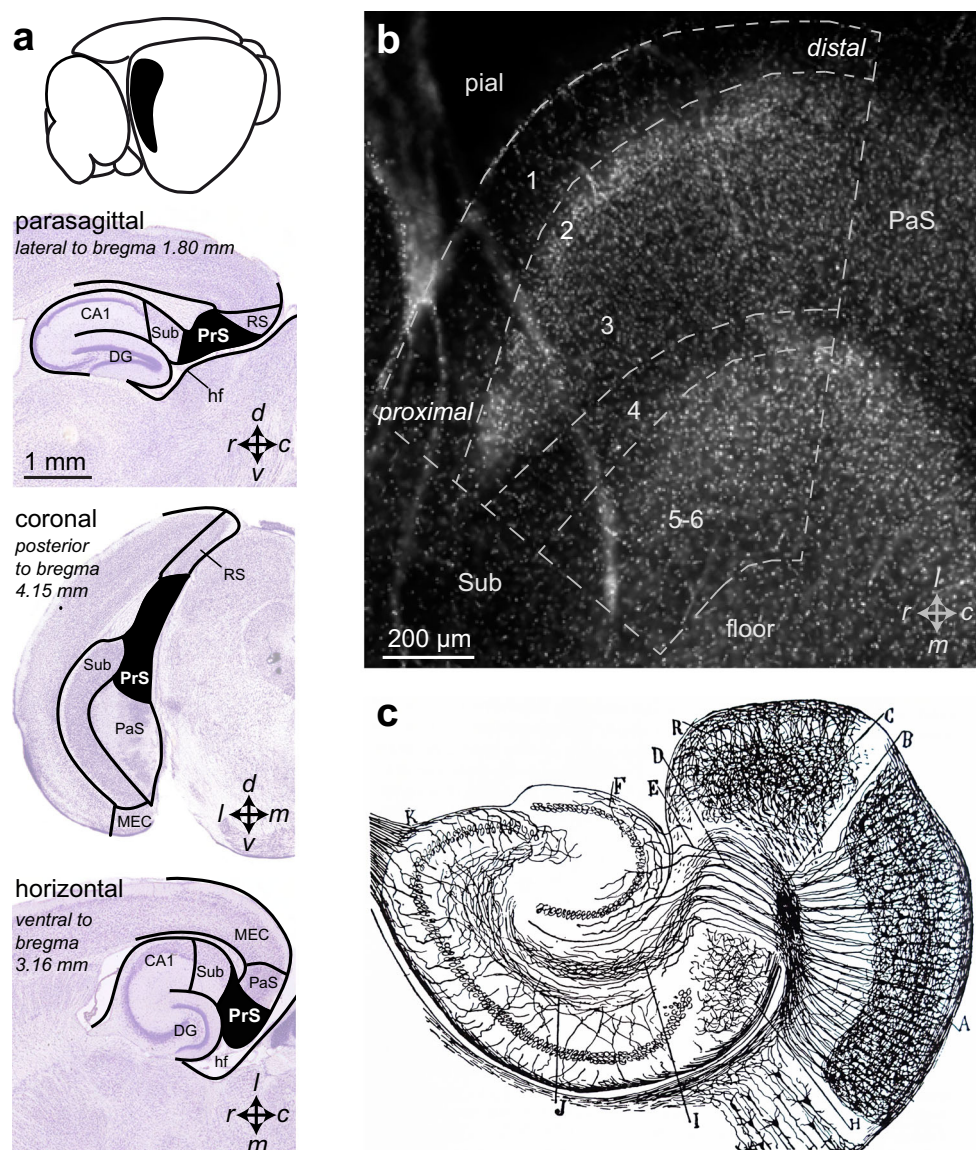 a
parasagittal
lateral to bregma 1.80 mm
CA1
Sub
PrS
RS
DG
hf
d
r
c
v
1 mm
coronal
posterior
to bregma
4.15 mm
RS
Sub
PrS
PaS
MEC
d
l
m
v
horizontal
ventral to
bregma
3.16 mm
MEC
CA1
Sub
PaS
PrS
DG
hf
l
r
c
m
b
distal
pial
1
2
PaS
3
proximal
4
5-6
Sub
floor
l
r
c
m
200 µm
c
R
C
D
B
E
F
K
A
J
I
H